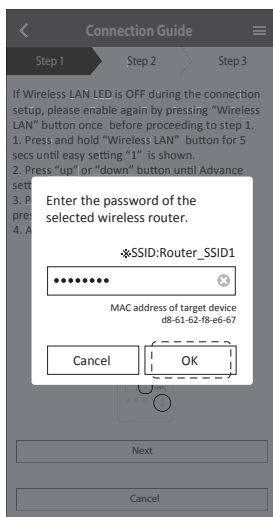 Connection Guide
Step 1
Step 2
Step 3
If Wireless LAN LED is OFF during the connection
setup, please enable again by pressing "Wireless
LAN" button once before proceeding to step 1.
1. Press and hold "Wireless LAN" button for 5
secs until easy setting "1" is shown.
2. Press "up" or "down" button until Advance
3.
4.
Enter the password of the
selected wireless router.
※SSID:Router_SSID1
••••••••
MAC address of target device
d8-61-62-f8-e6-67
Cancel
OK
Next
Cancel